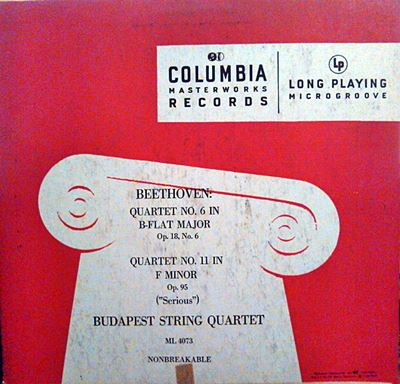 COLUMBIA
MASTERWORKS
RECORDS
Lp
LONG PLAYING
MICROGROOVE
BEETHOVEN:
QUARTET NO. 6 IN
B-FLAT MAJOR
Op. 18, No. 6
QUARTET NO. 11 IN
F MINOR
Op. 95
("Serious")
BUDAPEST STRING QUARTET
ML 4073
NONBREAKABLE